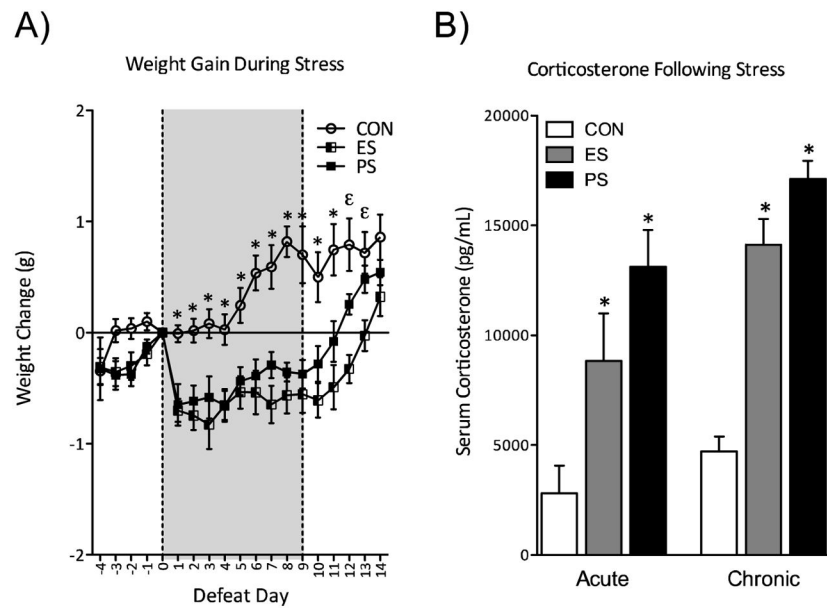 A)
Weight Gain During Stress
CON
ES
PS
2
1
0
-1
-2
Weight Change (g)
* * * * * * * * * * * ε ε
-4 -3 -2 -1 0 1 2 3 4 5 6 7 8 9 10 11 12 13 14
Defeat Day
B)
Corticosterone Following Stress
CON
ES
PS
20000
15000
10000
5000
0
Serum Corticosterone (pg/mL)
* * * *
Acute Chronic